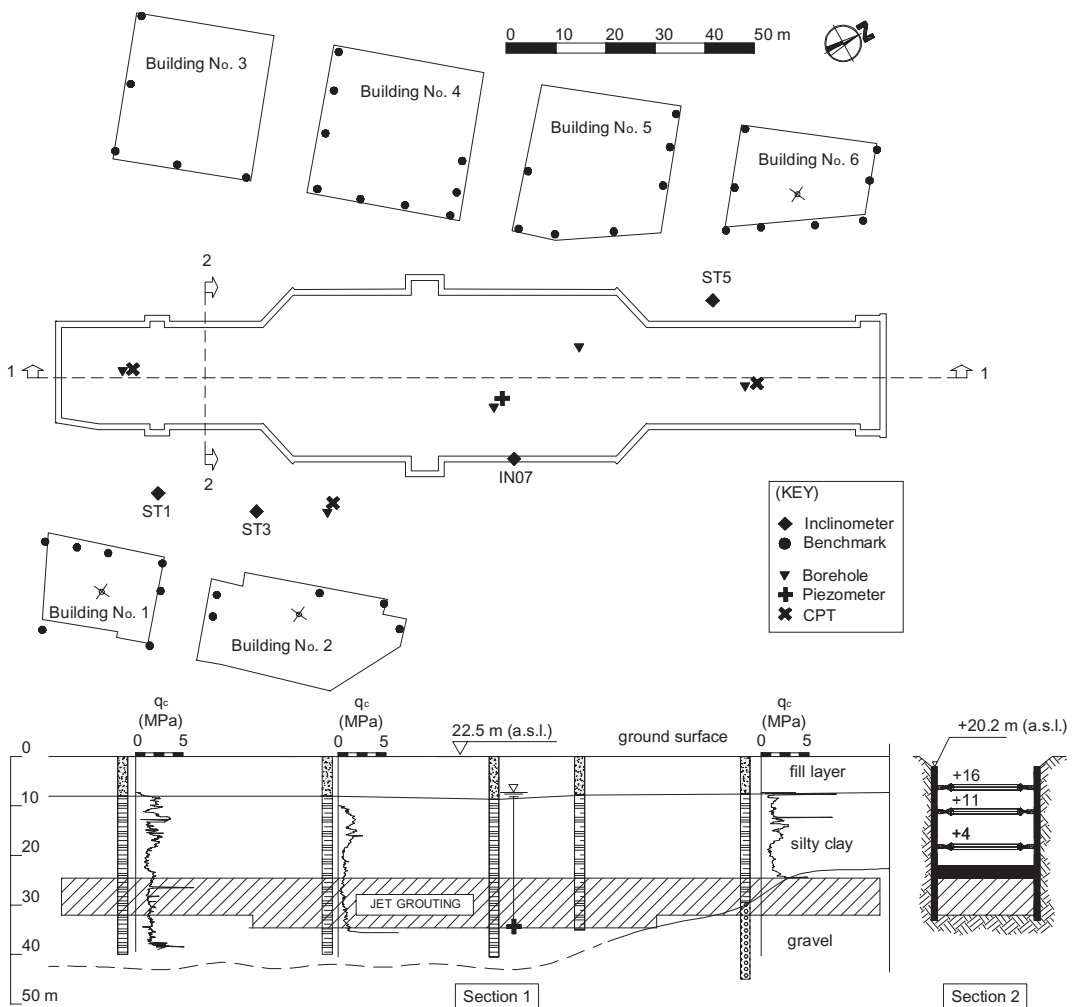 0 10 20 30 40 50 m
N
Building No. 3
Building No. 4
Building No. 5
Building No. 6
2
ST5
1
1
2
IN07
ST1
ST3
(KEY)
Inclinometer
Benchmark
Borehole
Piezometer
CPT
Building No. 1
Building No. 2
qc
(MPa)
0 5
qc
(MPa)
0 5
22.5 m (a.s.l.)
ground surface
qc
(MPa)
0 5
+20.2 m (a.s.l.)
0
10
20
30
40
50 m
fill layer
silty clay
JET GROUTING
gravel
+16
+11
+4
Section 1
Section 2